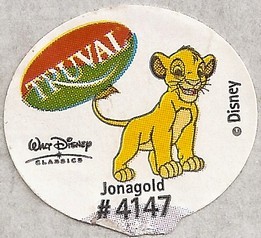 TRUVAL
© Disney
WALT DISNEY
CLASSICS
Jonagold
#4147